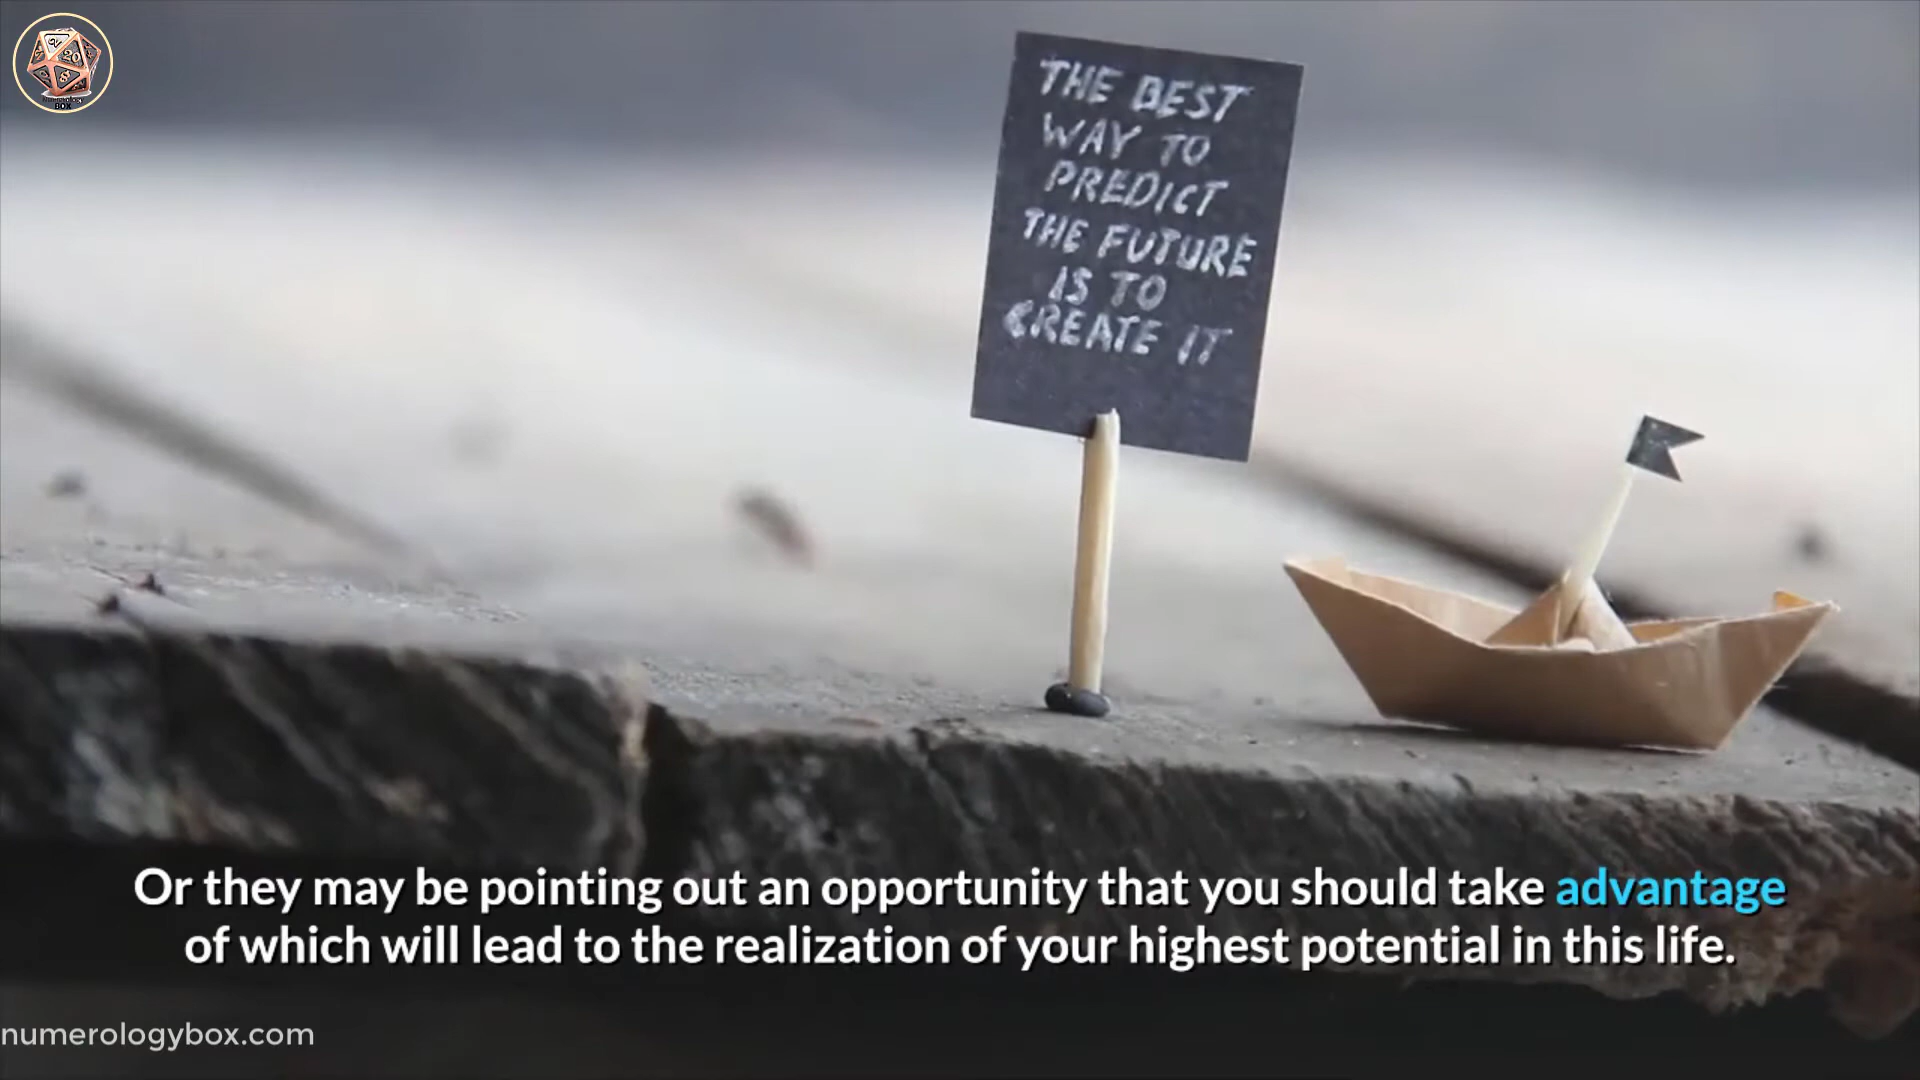 20
BOX
THE BEST
WAY TO
PREDICT
THE FUTURE
IS TO
CREATE IT
Or they may be pointing out an opportunity that you should take advantage
of which will lead to the realization of your highest potential in this life.
numerologybox.com